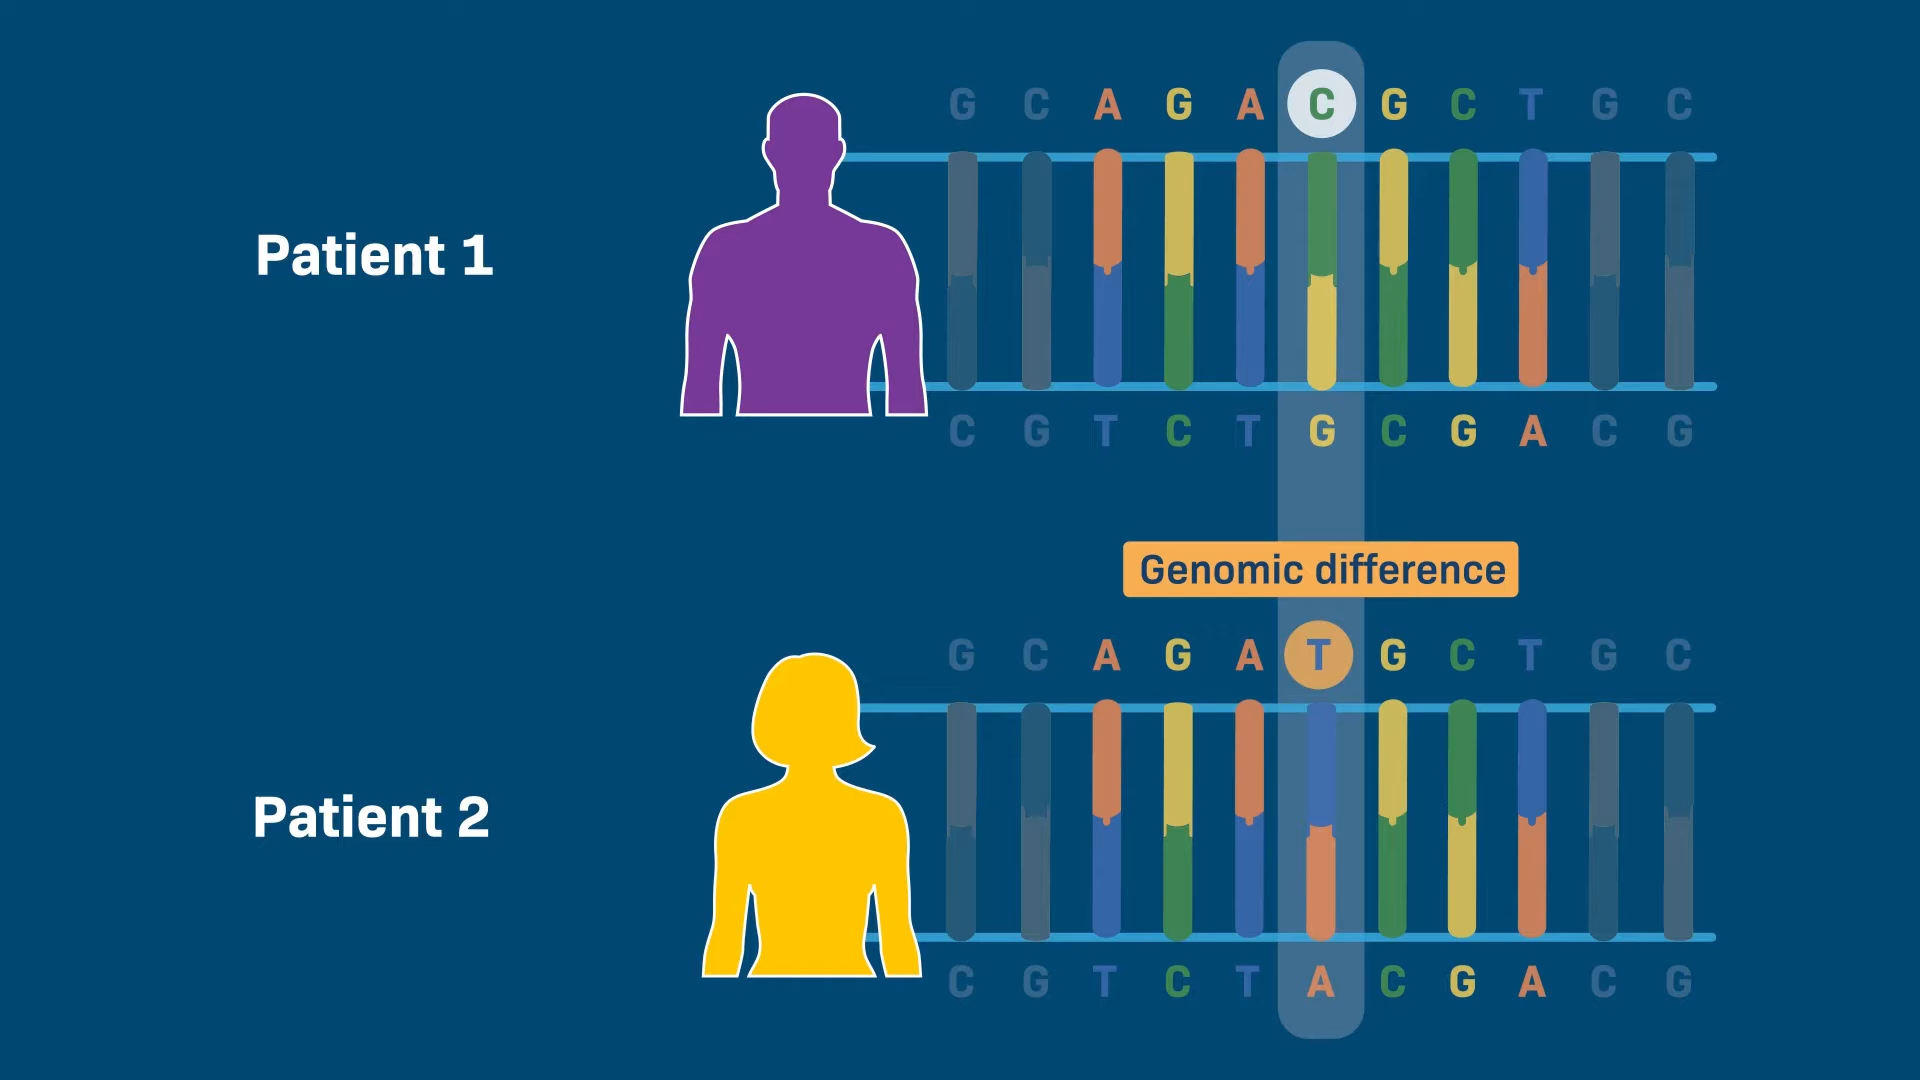 G C A G A C G C T G C
Patient 1
C G T C T G C G A C G
Genomic difference
G C A G A T G C T G C
Patient 2
C G T C T A C G A C G